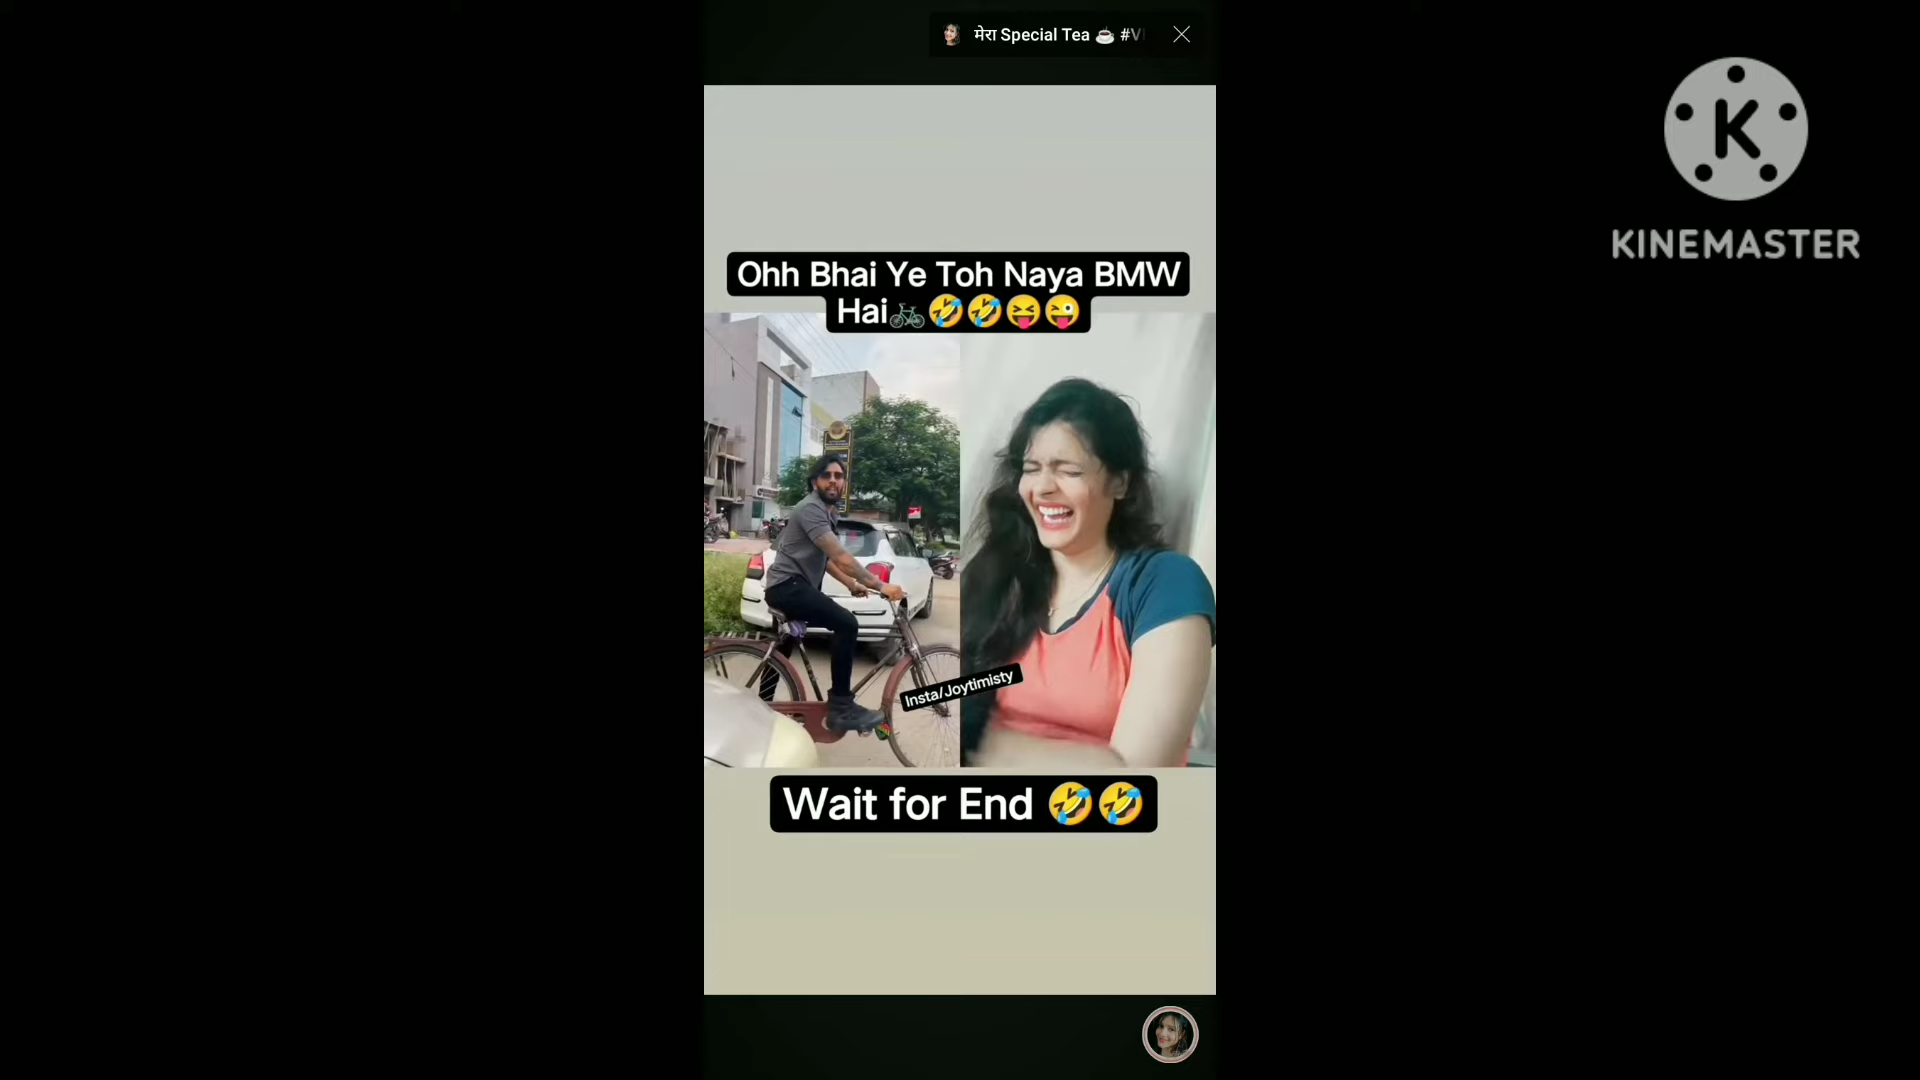 मेरा Special Tea ☕ #V
KINEMASTER
Ohh Bhai Ye Toh Naya BMW
Hai🚲🤣🤣😝😜
Insta/Joytimisty
Wait for End 🤣🤣